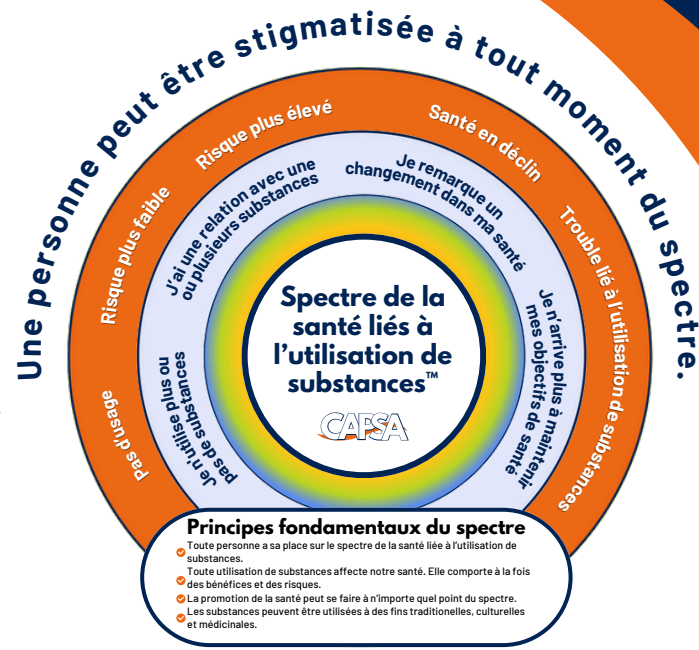 Une personne peut être stigmatisée à tout moment du spectre.
Pas d'usage
Risque plus faible
Risque plus élevé
Santé en déclin
Trouble lié à l'utilisation de substances
Je n'utilise plus ou
pas de substances
J'ai une relation avec une
ou plusieurs substances
Je remarque un
changement dans ma santé
Je n'arrive plus à maintenir
mes objectifs de santé
Spectre de la
santé liés à
l'utilisation de
substances™
CAPSA
Principes fondamentaux du spectre
Toute personne a sa place sur le spectre de la santé liée à l'utilisation de
substances.
Toute utilisation de substances affecte notre santé. Elle comporte à la fois
des bénéfices et des risques.
La promotion de la santé peut se faire à n'importe quel point du spectre.
Les substances peuvent être utilisées à des fins traditionelles, culturelles
et médicinales.